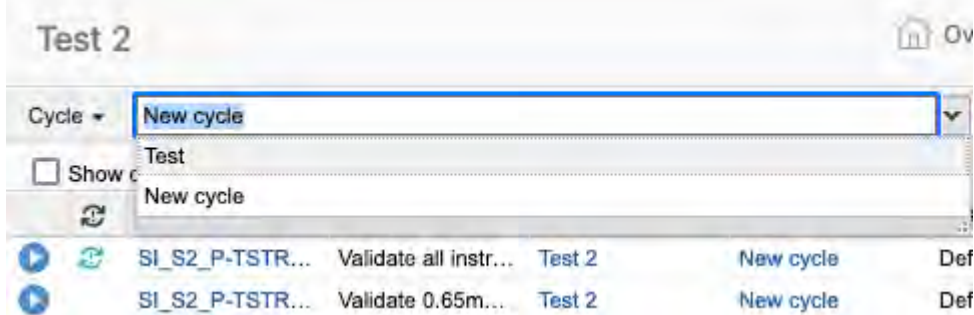 Test 2 Ov
Cycle New cycle
Test
Show
New cycle
SI_S2_P-TSTR... Validate all instr... Test 2 New cycle Def
SI_S2_P-TSTR... Validate 0.65m... Test 2 New cycle Def